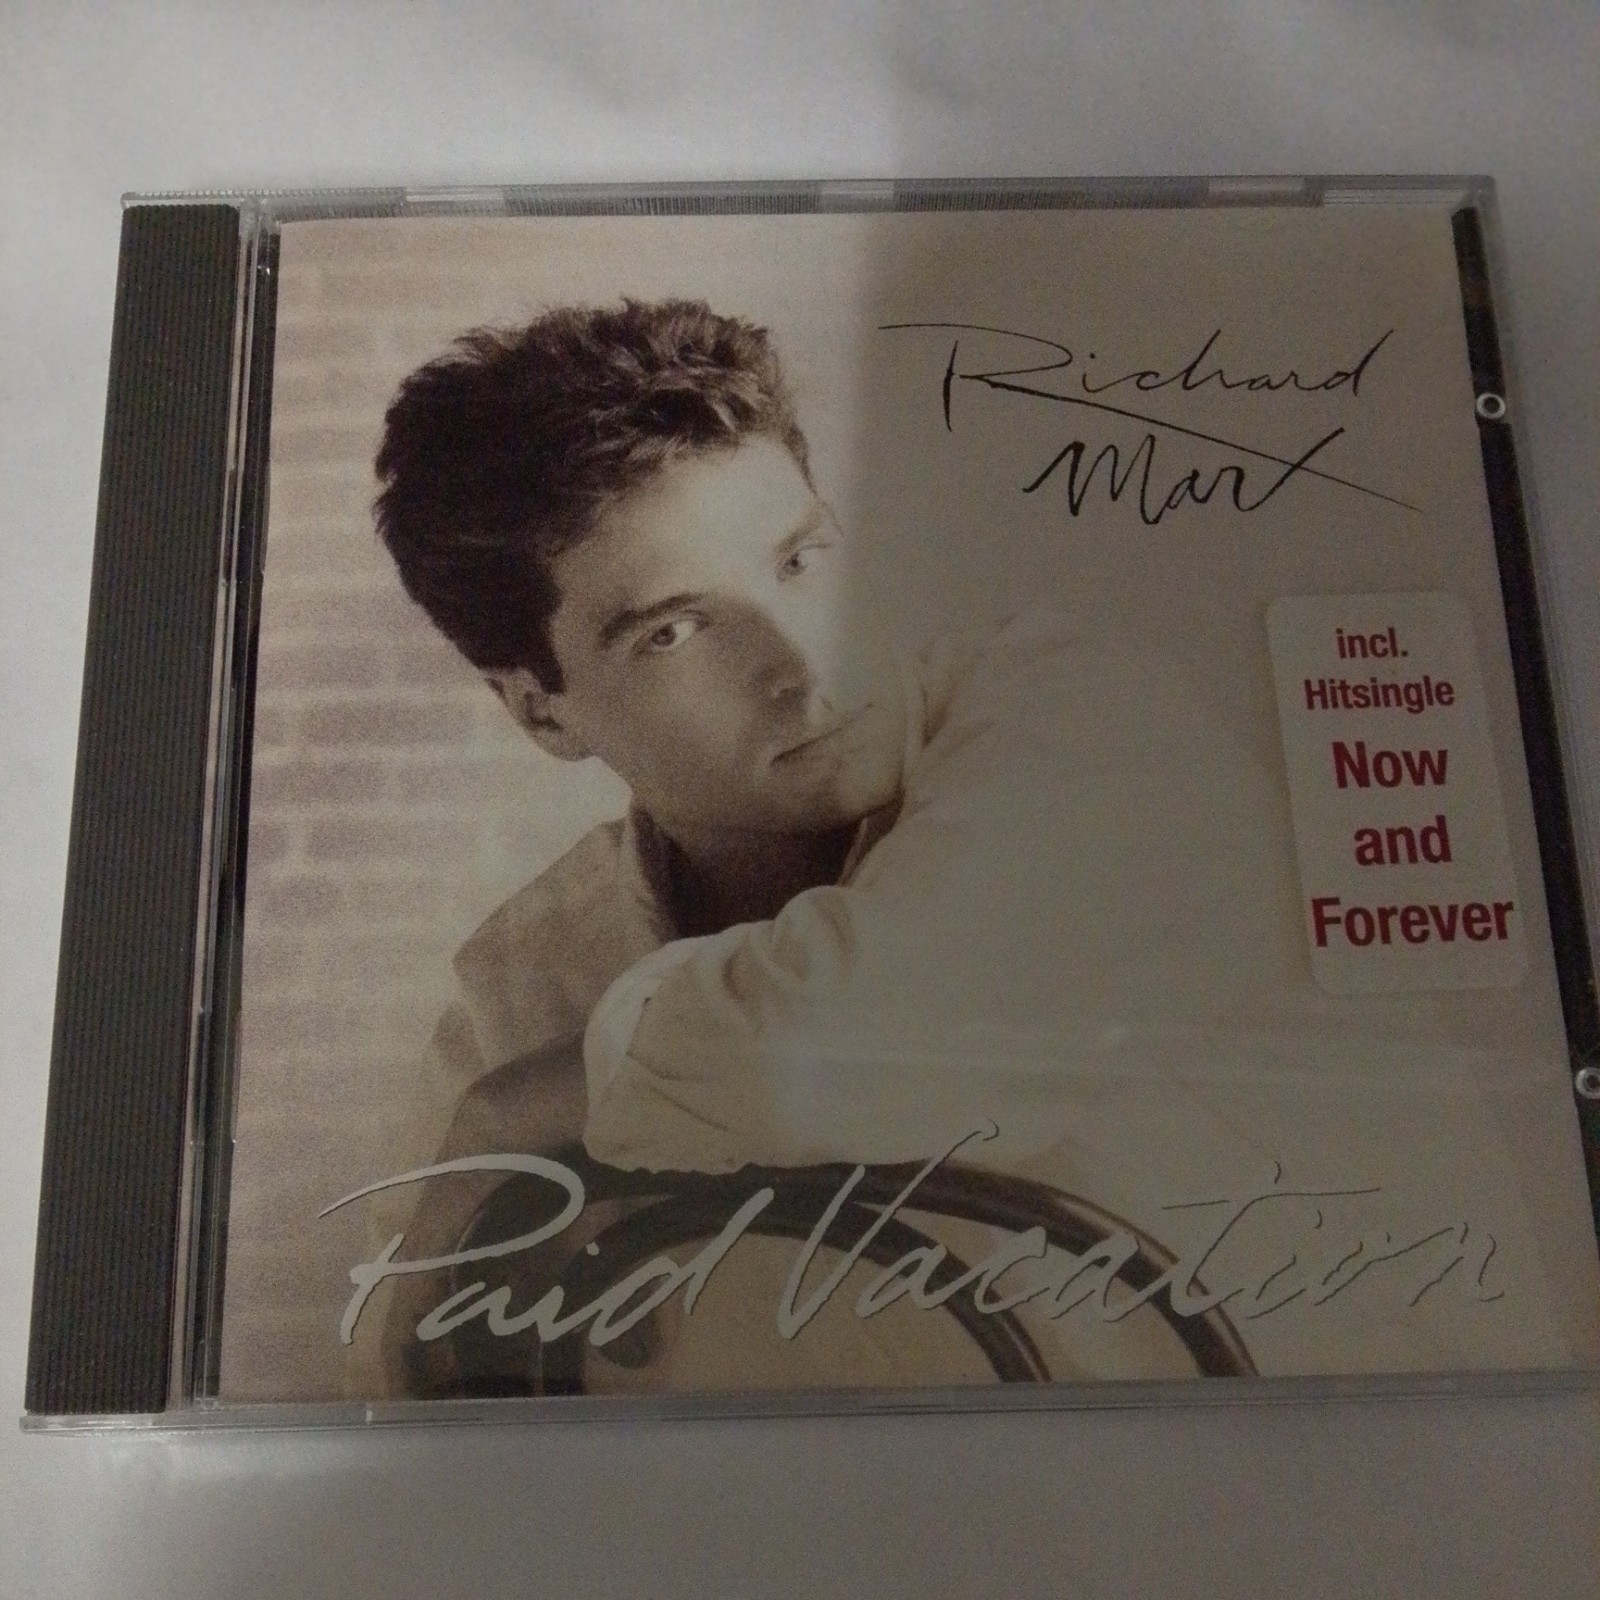 Richard
Marx
incl.
Hitsingle
Now
and
Forever
Paid Vacation